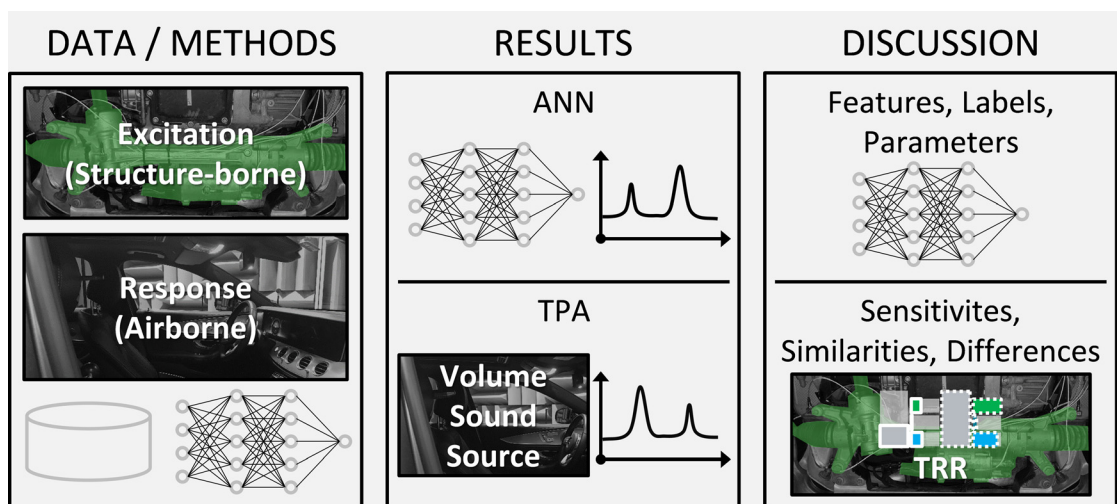 DATA / METHODS
Excitation
(Structure-borne)
Response
(Airborne)
RESULTS
ANN
TPA
Volume
Sound
Source
DISCUSSION
Features, Labels,
Parameters
Sensitivites,
Similarities, Differences
TRR